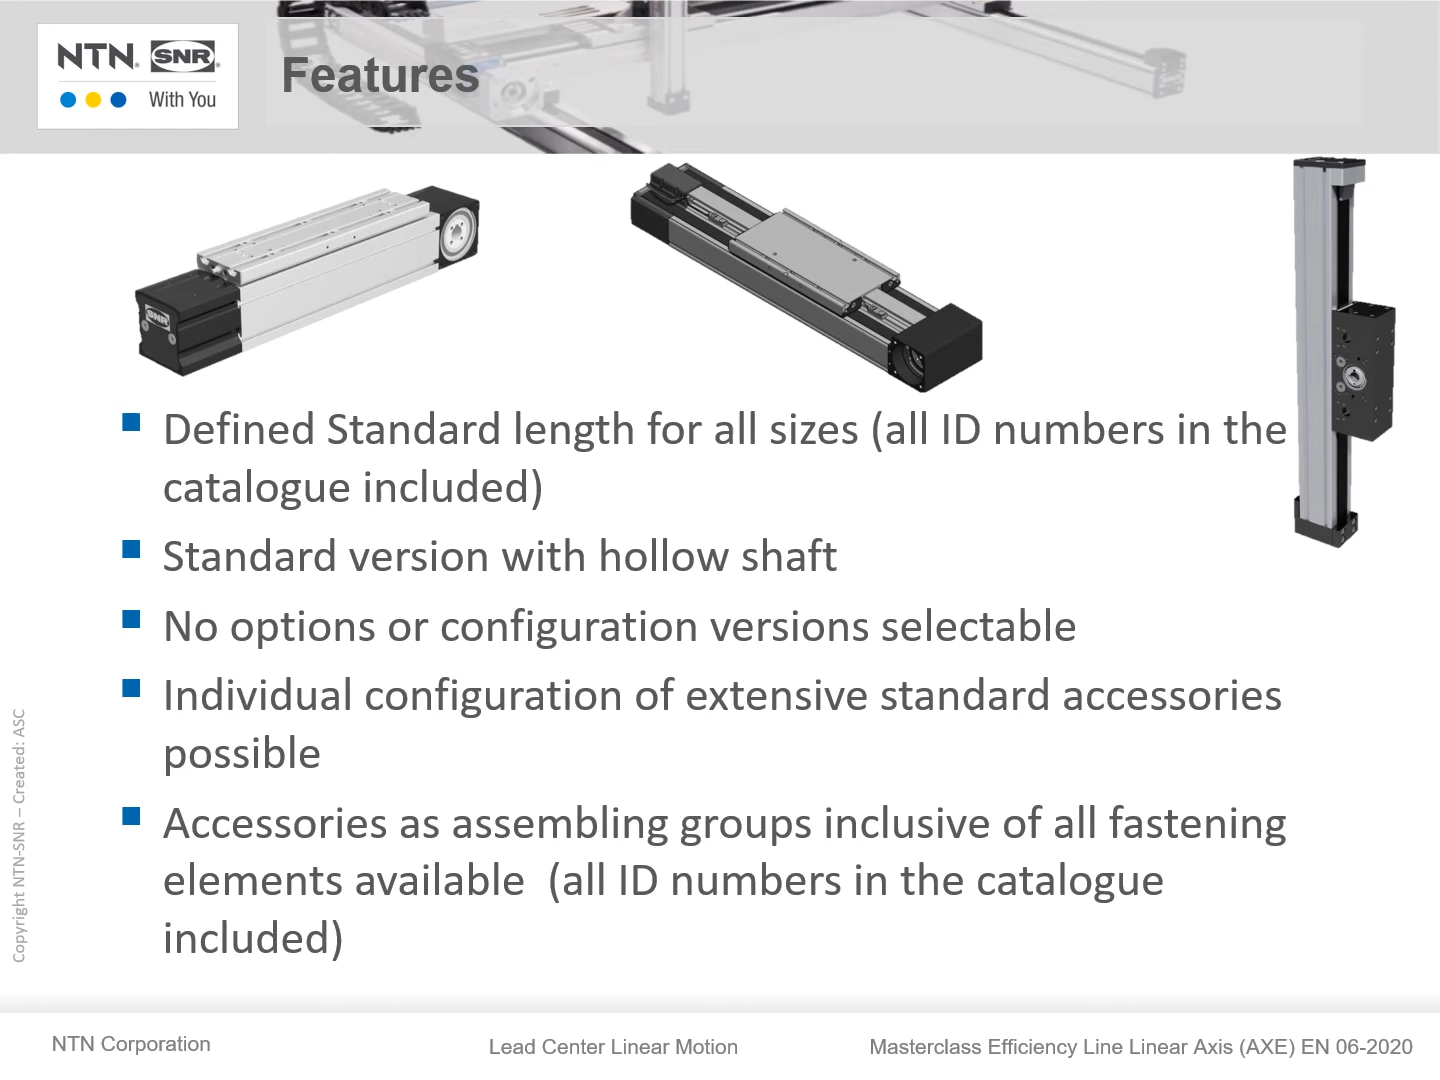 NTN. SNR
With You
Features
SNR
Defined Standard length for all sizes (all ID numbers in the
catalogue included)
Standard version with hollow shaft
No options or configuration versions selectable
Individual configuration of extensive standard accessories
possible
Accessories as assembling groups inclusive of all fastening
elements available  (all ID numbers in the catalogue
included)
Copyright NTN-SNR – Created: ASC
NTN Corporation
Lead Center Linear Motion
Masterclass Efficiency Line Linear Axis (AXE) EN 06-2020